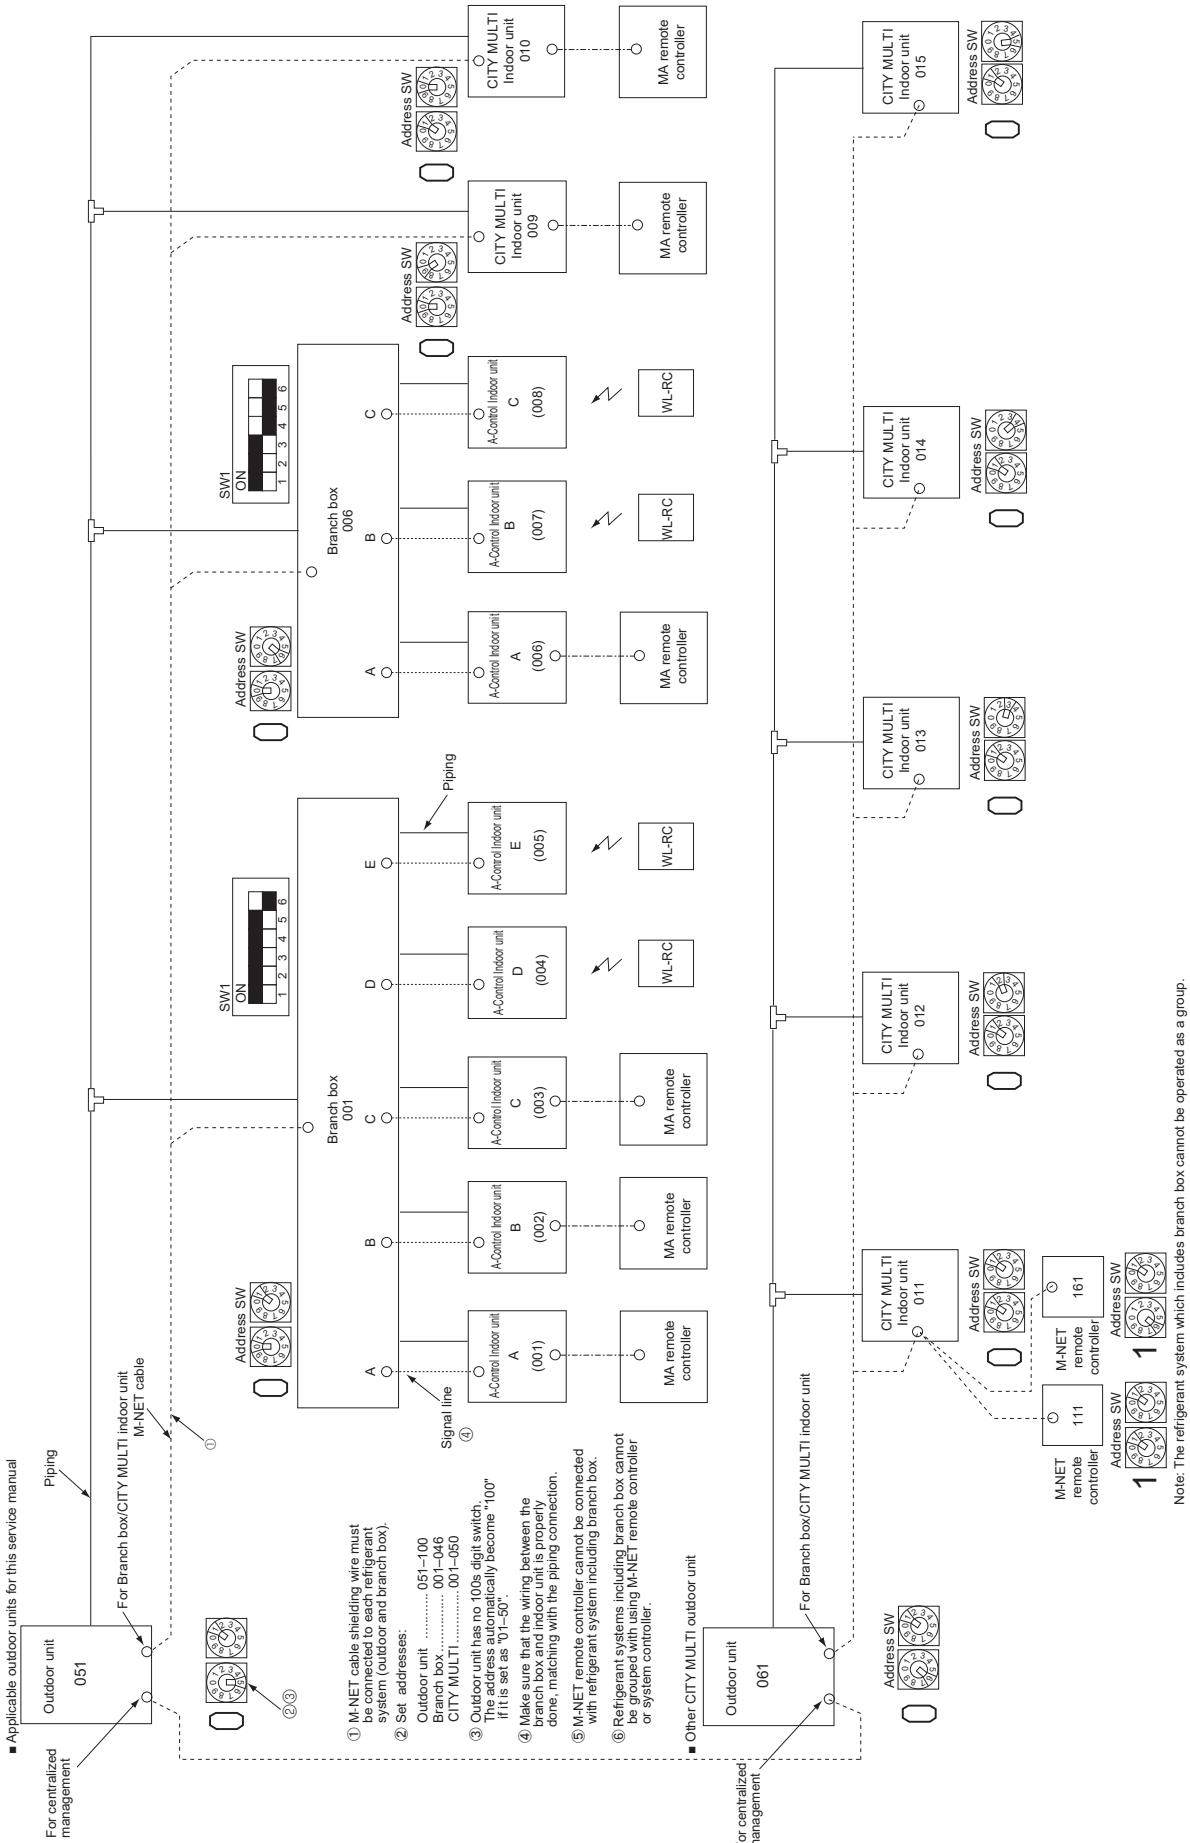 ■ Applicable outdoor units for this service manual
Outdoor unit
051
For centralized
management
For Branch box/CITY MULTI indoor unit
M-NET cable
Piping
①
②③
Address SW
Branch box
001
SW1
ON
1 2 3 4 5 6
A
B
C
D
E
Signal line
④
Piping
A-Control Indoor unit
A
(001)
A-Control Indoor unit
B
(002)
A-Control Indoor unit
C
(003)
A-Control Indoor unit
D
(004)
A-Control Indoor unit
E
(005)
MA remote
controller
MA remote
controller
MA remote
controller
WL-RC
WL-RC
Address SW
Branch box
006
SW1
ON
1 2 3 4 5 6
A
B
C
A-Control Indoor unit
A
(006)
A-Control Indoor unit
B
(007)
A-Control Indoor unit
C
(008)
MA remote
controller
WL-RC
WL-RC
Address SW
CITY MULTI
Indoor unit
009
MA remote
controller
Address SW
CITY MULTI
Indoor unit
010
MA remote
controller
① M-NET cable shielding wire must
be connected to each refrigerant
system (outdoor and branch box).
② Set addresses:
Outdoor unit .......... 051–100
Branch box............ 001–046
CITY MULTI........... 001–050
③ Outdoor unit has no 100s digit switch.
The address automatically become "100"
if it is set as "01–50".
④ Make sure that the wiring between the
branch box and indoor unit is properly
done, matching with the piping connection.
⑤ M-NET remote controller cannot be connected
with refrigerant system including branch box.
⑥ Refrigerant systems including branch box cannot
be grouped with using M-NET remote controller
or system controller.
■ Other CITY MULTI outdoor unit
Outdoor unit
061
or centralized
anagement
For Branch box/CITY MULTI indoor unit
Address SW
CITY MULTI
Indoor unit
011
Address SW
CITY MULTI
Indoor unit
012
Address SW
CITY MULTI
Indoor unit
013
Address SW
CITY MULTI
Indoor unit
014
Address SW
CITY MULTI
Indoor unit
015
Address SW
M-NET
remote
controller
111
Address SW
1
M-NET
remote
controller
161
Address SW
1
Note: The refrigerant system which includes branch box cannot be operated as a group.